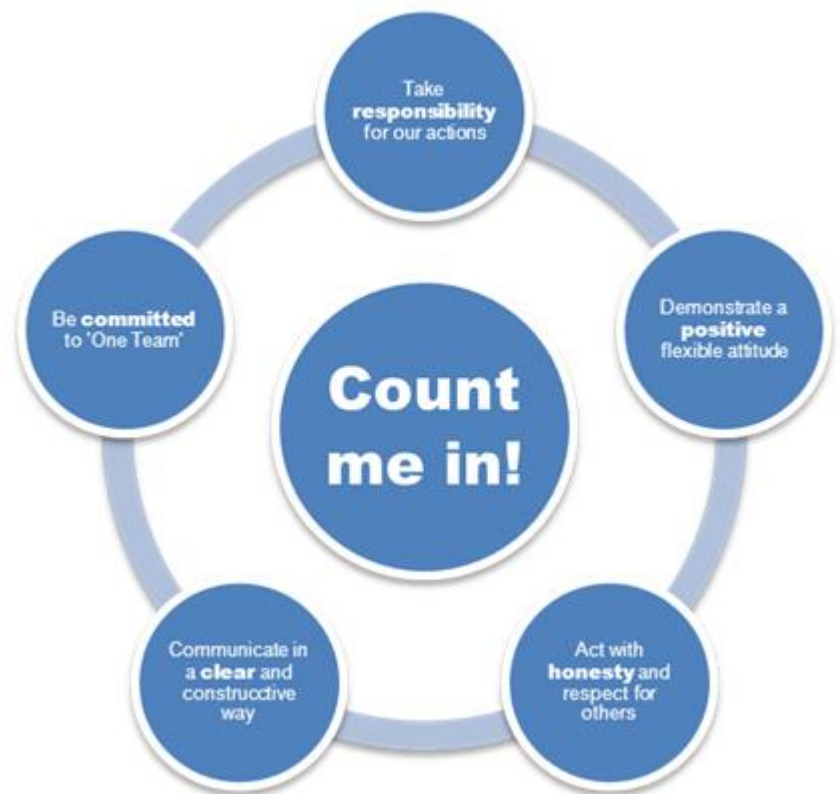 Take
responsibility
for our actions
Demonstrate a
positive
flexible attitude
Act with
honesty and
respect for
others
Communicate in
a clear and
construcctive
way
Be committed
to 'One Team'
Count
me in!